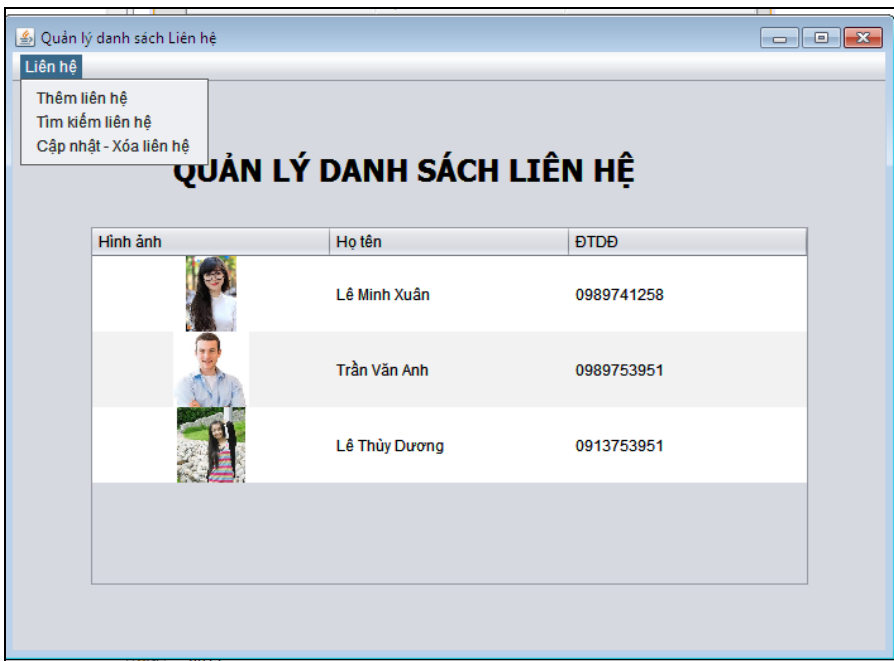 Quản lý danh sách Liên hệ
Liên hệ
Thêm liên hệ
Tìm kiếm liên hệ
Cập nhật - Xóa liên hệ
QUẢN LÝ DANH SÁCH LIÊN HỆ
Hình ảnh Họ tên ĐTDĐ
Lê Minh Xuân 0989741258
Trần Văn Anh 0989753951
Lê Thùy Dương 0913753951